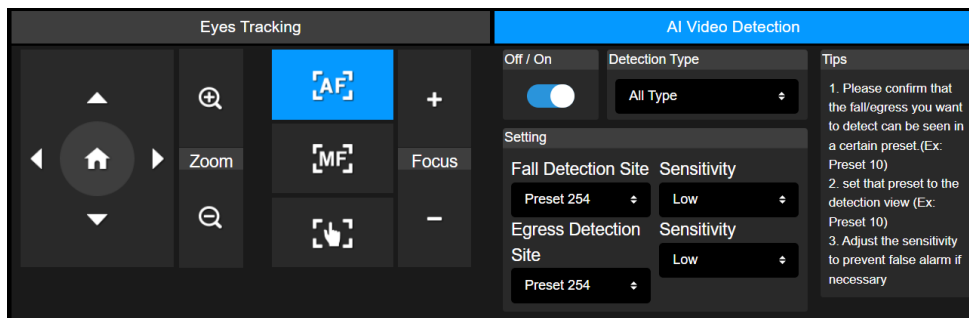 Eyes Tracking
AI Video Detection
Zoom
AF
MF
+
Focus
−
Off / On
Detection Type
All Type
Setting
Fall Detection Site
Sensitivity
Preset 254
Low
Egress Detection
Site
Sensitivity
Preset 254
Low
Tips
1. Please confirm that
the fall/egress you want
to detect can be seen in
a certain preset.(Ex:
Preset 10)
2. set that preset to the
detection view (Ex:
Preset 10)
3. Adjust the sensitivity
to prevent false alarm if
necessary